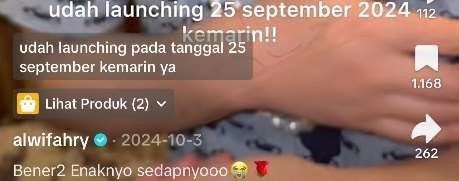 udah launching 25 september 2024
kemarin!!
112
udah launching pada tanggal 25
september kemarin ya
1.168
Lihat Produk (2)
alwifahry · 2024-10-3
262
Bener2 Enaknyo sedapnyooo😭🌹